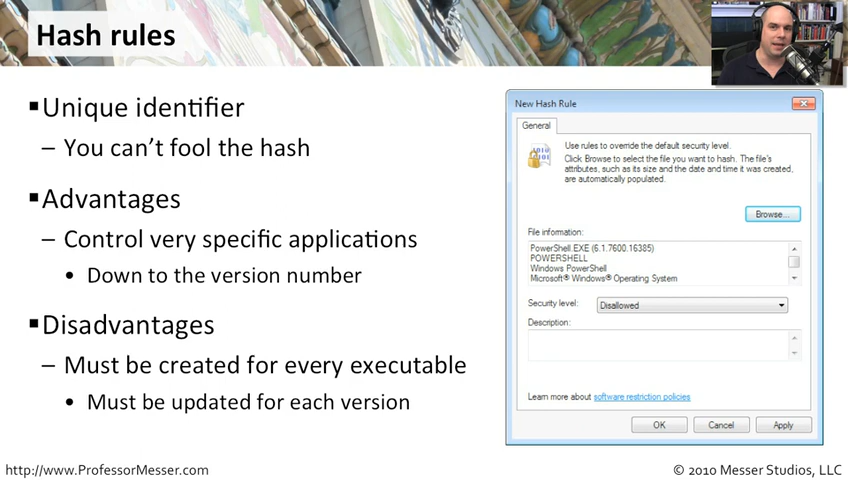 Hash rules
▪Unique identifier
– You can't fool the hash
▪Advantages
– Control very specific applications
• Down to the version number
▪Disadvantages
– Must be created for every executable
• Must be updated for each version
New Hash Rule
General
Use rules to override the default security level.
Click Browse to select the file you want to hash. The file's
attributes, such as its size and the date and time it was created,
are automatically populated.
Browse...
File information:
PowerShell.EXE (6.1.7600.16385)
POWERSHELL
Windows PowerShell
Microsoft® Windows® Operating System
Security level:
Disallowed
Description:
Learn more about software restriction policies
OK
Cancel
Apply
http://www.ProfessorMesser.com
© 2010 Messer Studios, LLC